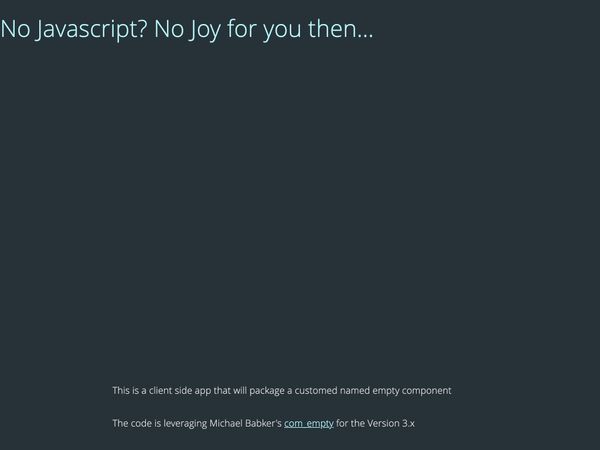 No Javascript? No Joy for you then...
This is a client side app that will package a customed named empty component
The code is leveraging Michael Babker's com_empty for the Version 3.x